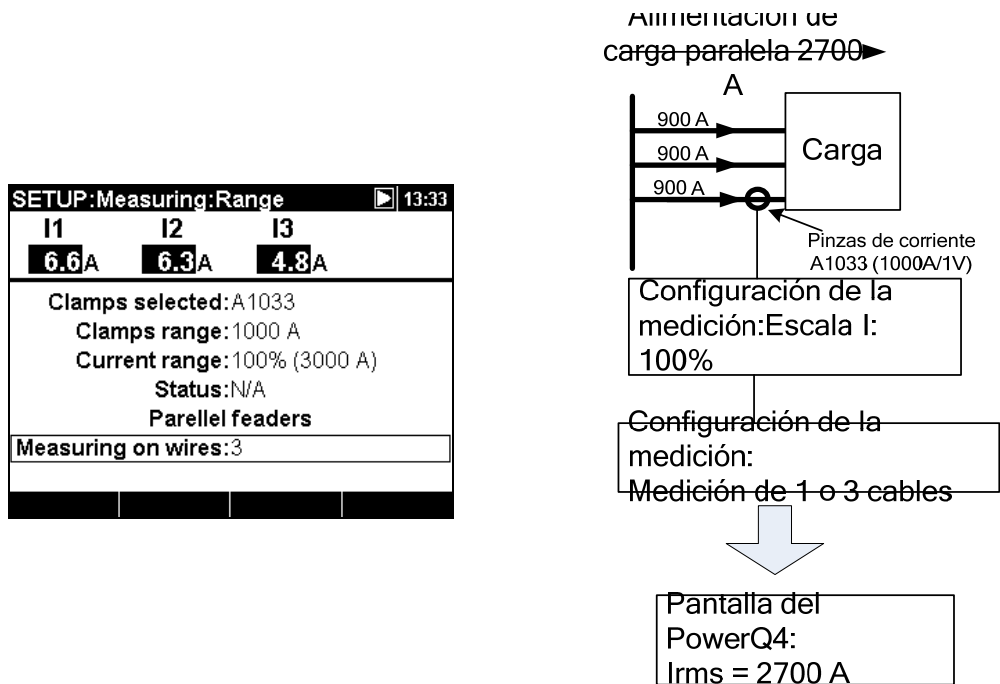 SETUP:Measuring:Range 13:33
I1 I2 I3
6.6A 6.3A 4.8A
Clamps selected:A1033
Clamps range:1000 A
Current range:100% (3000 A)
Status:N/A
Parellel feaders
Measuring on wires:3
Alimentación de
carga paralela 2700
A
900 A
900 A
900 A
Carga
Pinzas de corriente
A1033 (1000A/1V)
Configuración de la
medición:Escala I:
100%
Configuración de la
medición:
Medición de 1 o 3 cables
Pantalla del
PowerQ4:
Irms = 2700 A